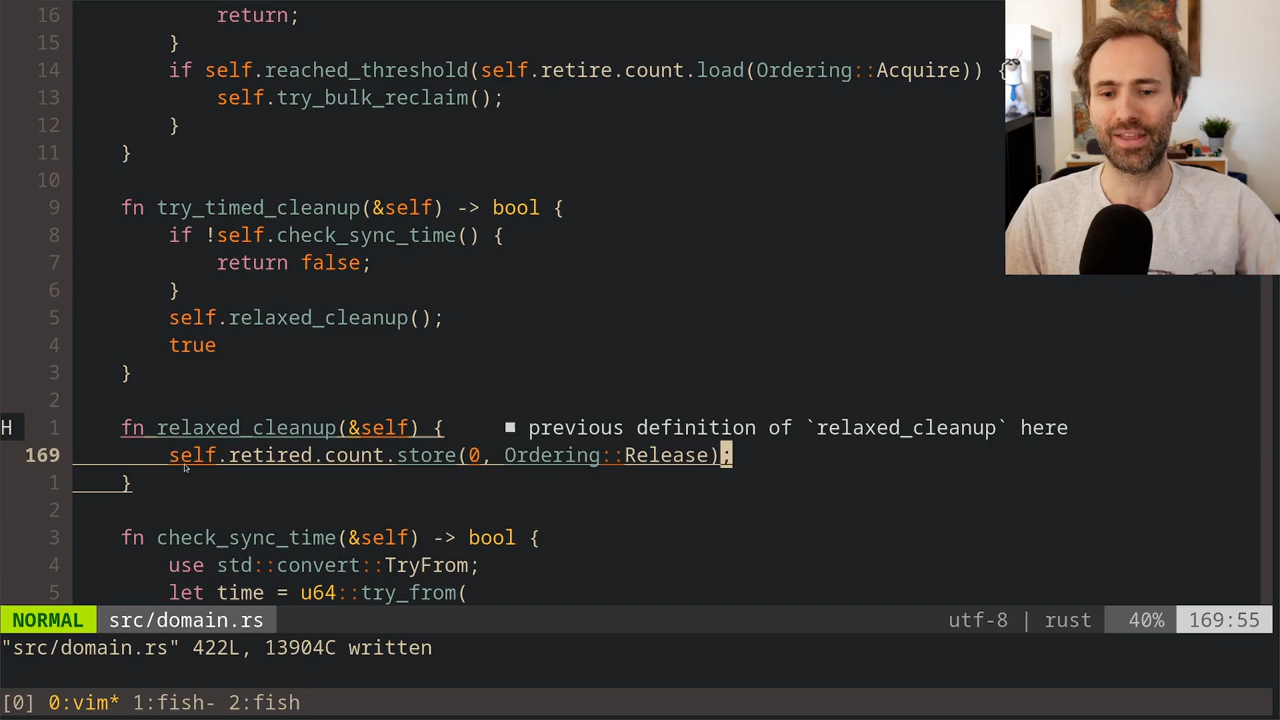 16 return;
15 }
14 if self.reached_threshold(self.retire.count.load(Ordering::Acquire)) {
13 self.try_bulk_reclaim();
12 }
11 }
10
9 fn try_timed_cleanup(&self) -> bool {
8 if !self.check_sync_time() {
7 return false;
6 }
5 self.relaxed_cleanup();
4 true
3 }
2
H 1 fn relaxed_cleanup(&self) { ■ previous definition of `relaxed_cleanup` here
169 self.retired.count.store(0, Ordering::Release);
1 }
2
3 fn check_sync_time(&self) -> bool {
4 use std::convert::TryFrom;
5 let time = u64::try_from(
NORMAL src/domain.rs utf-8 | rust 40% 169:55
"src/domain.rs" 422L, 13904C written
[0] 0:vim* 1:fish- 2:fish